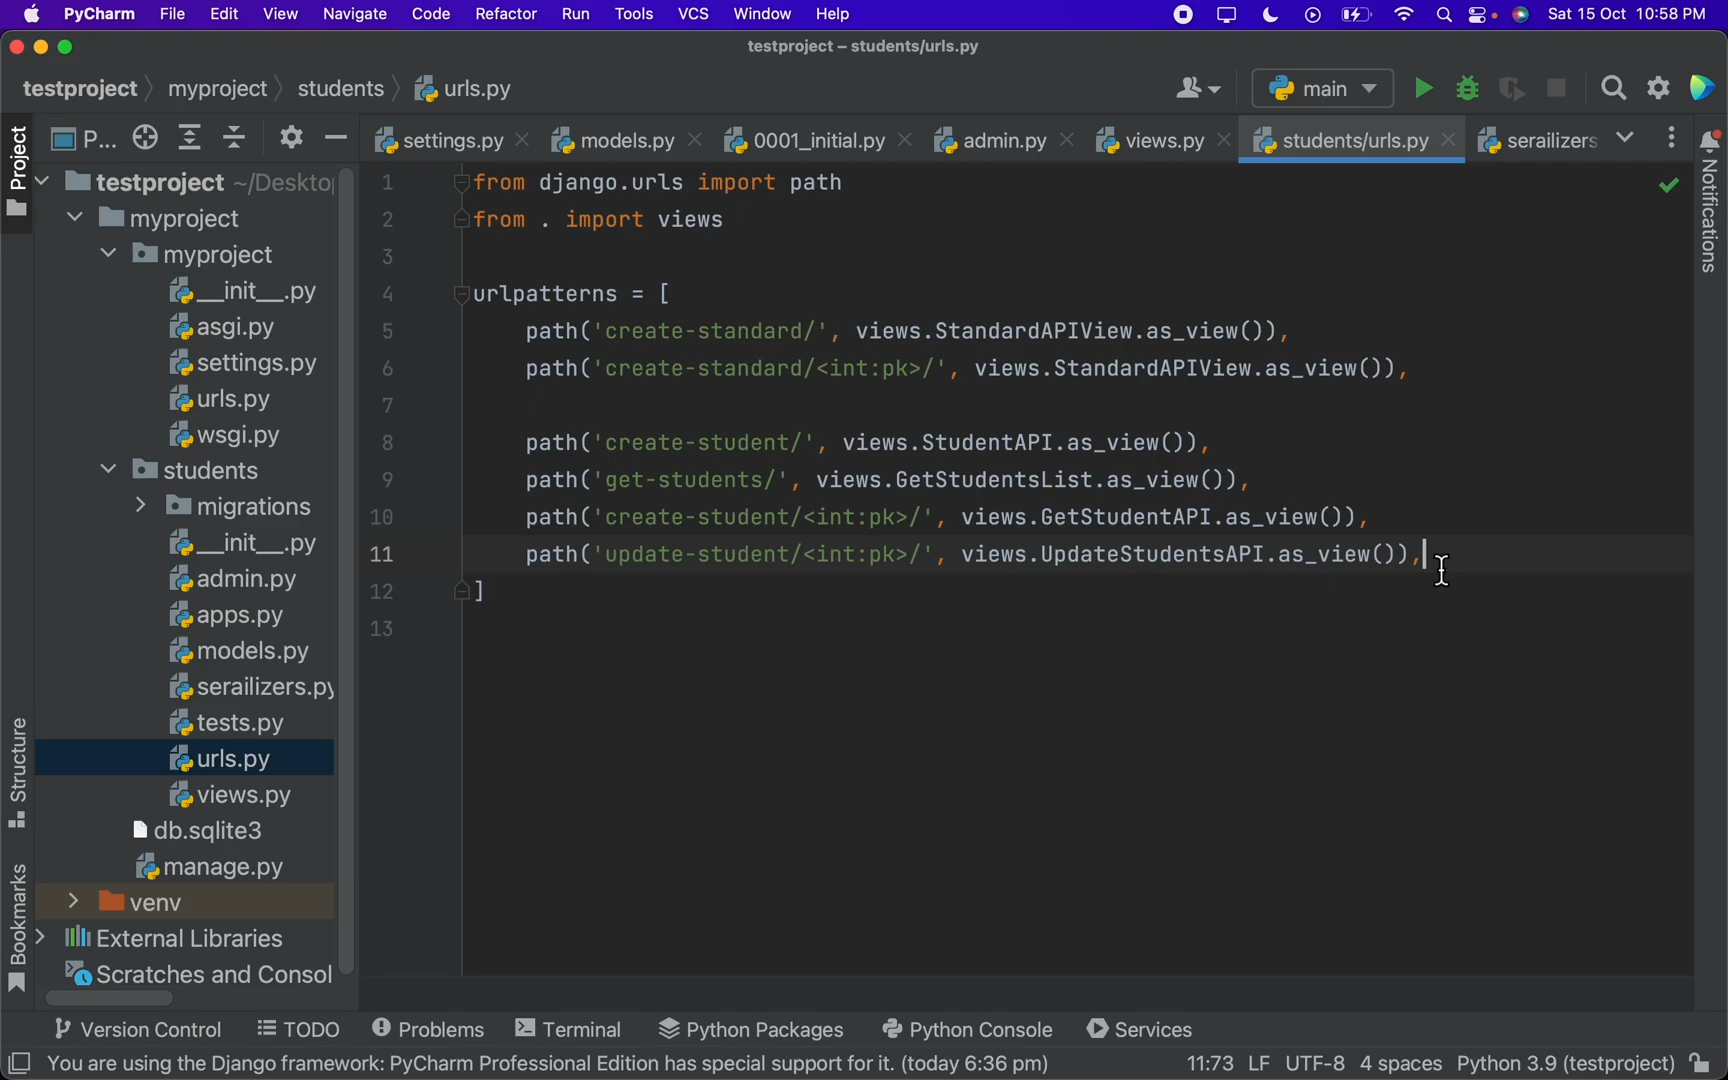 PyCharm File Edit View Navigate Code Refactor Run Tools VCS Window Help Sat 15 Oct 10:58 PM
testproject – students/urls.py
testproject myproject students urls.py main
P... settings.py models.py 0001_initial.py admin.py views.py students/urls.py serailizers
Project
Structure
Bookmarks
Notifications
testproject ~/Desktop
myproject
myproject
__init__.py
asgi.py
settings.py
urls.py
wsgi.py
students
migrations
__init__.py
admin.py
apps.py
models.py
serailizers.py
tests.py
urls.py
views.py
db.sqlite3
manage.py
venv
External Libraries
Scratches and Consol
1 from django.urls import path
2 from . import views
3
4 urlpatterns = [
5 path('create-standard/', views.StandardAPIView.as_view()),
6 path('create-standard/<int:pk>/', views.StandardAPIView.as_view()),
7
8 path('create-student/', views.StudentAPI.as_view()),
9 path('get-students/', views.GetStudentsList.as_view()),
10 path('create-student/<int:pk>/', views.GetStudentAPI.as_view()),
11 path('update-student/<int:pk>/', views.UpdateStudentsAPI.as_view()),
12 ]
13
Version Control TODO Problems Terminal Python Packages Python Console Services
You are using the Django framework: PyCharm Professional Edition has special support for it. (today 6:36 pm) 11:73 LF UTF-8 4 spaces Python 3.9 (testproject)